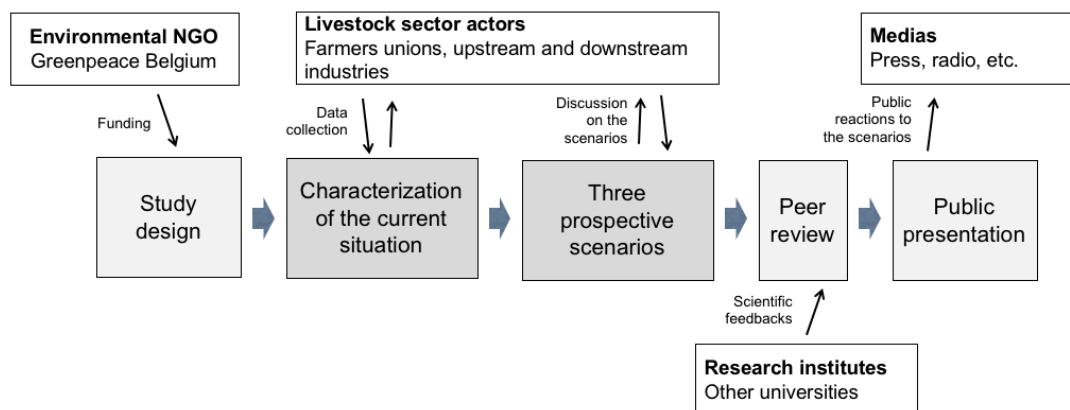 Environmental NGO
Greenpeace Belgium
Livestock sector actors
Farmers unions, upstream and downstream
industries
Medias
Press, radio, etc.
Funding
Data
collection
Discussion
on the
scenarios
Public
reactions to
the scenarios
Study
design
Characterization
of the current
situation
Three
prospective
scenarios
Peer
review
Public
presentation
Scientific
feedbacks
Research institutes
Other universities